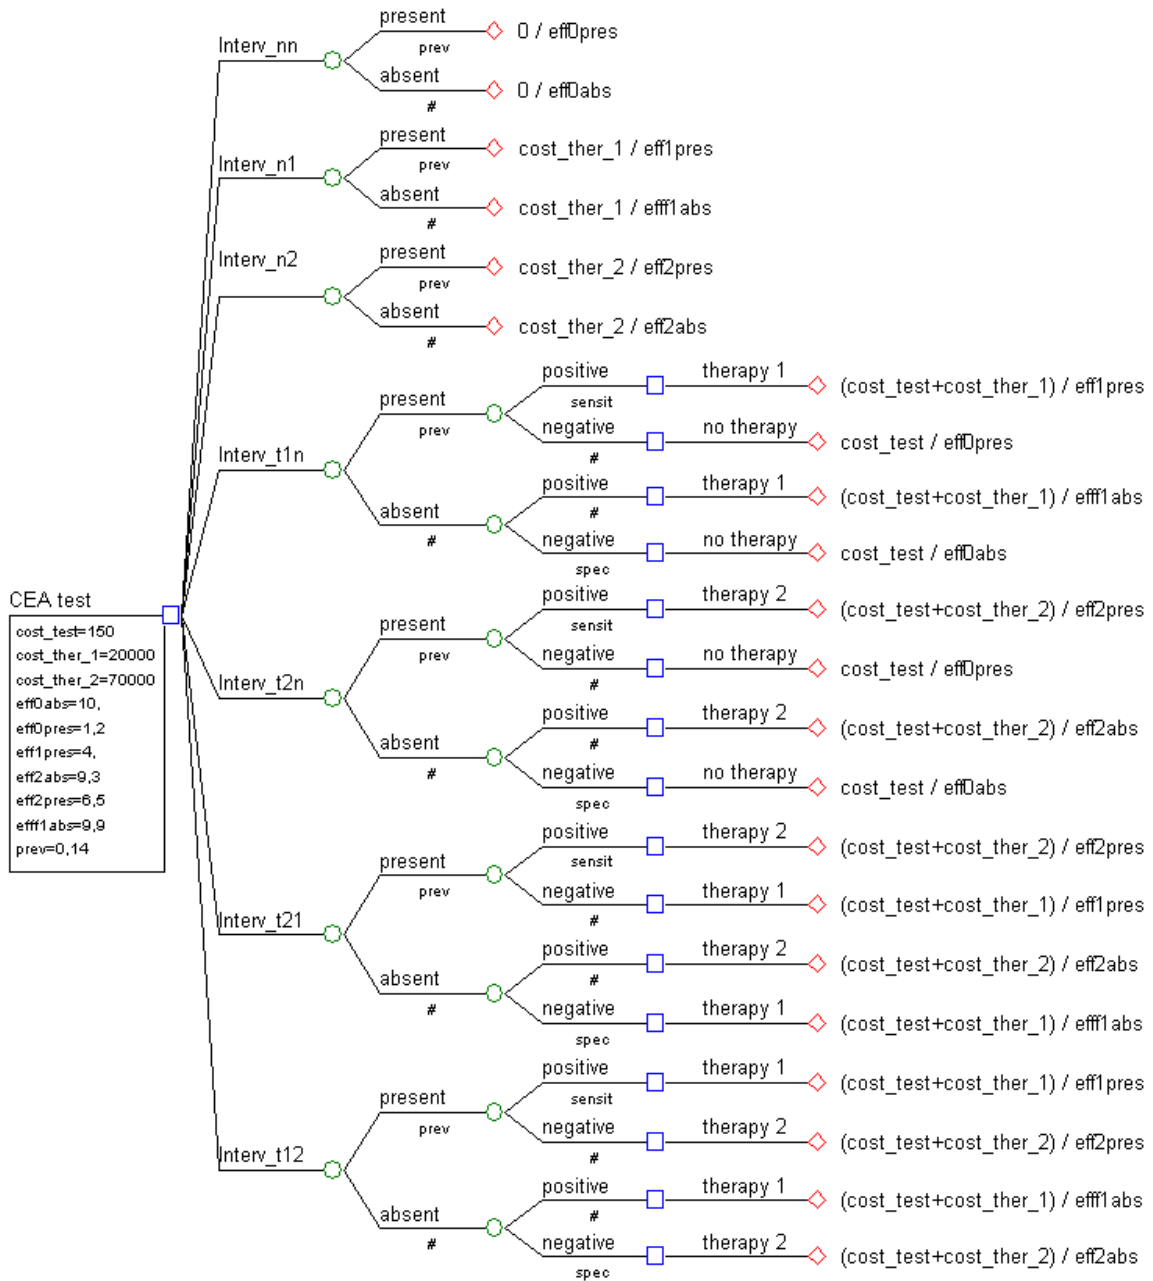 present
prev
0 / eff0pres
Interv_nn
absent
#
0 / eff0abs
present
prev
cost_ther_1 / eff1pres
Interv_n1
absent
#
cost_ther_1 / efff1abs
present
prev
cost_ther_2 / eff2pres
Interv_n2
absent
#
cost_ther_2 / eff2abs
positive
sensit
therapy 1
(cost_test+cost_ther_1) / eff1pres
present
prev
negative
#
no therapy
cost_test / eff0pres
Interv_t1n
positive
#
therapy 1
(cost_test+cost_ther_1) / efff1abs
absent
#
negative
spec
no therapy
cost_test / eff0abs
CEA test
cost_test=150
cost_ther_1=20000
cost_ther_2=70000
eff0abs=10,
eff0pres=1,2
eff1pres=4,
eff2abs=9,3
eff2pres=6,5
efff1abs=9,9
prev=0,14
positive
sensit
therapy 2
(cost_test+cost_ther_2) / eff2pres
present
prev
negative
#
no therapy
cost_test / eff0pres
Interv_t2n
positive
#
therapy 2
(cost_test+cost_ther_2) / eff2abs
absent
#
negative
spec
no therapy
cost_test / eff0abs
positive
sensit
therapy 2
(cost_test+cost_ther_2) / eff2pres
present
prev
negative
#
therapy 1
(cost_test+cost_ther_1) / eff1pres
Interv_t21
positive
#
therapy 2
(cost_test+cost_ther_2) / eff2abs
absent
#
negative
spec
therapy 1
(cost_test+cost_ther_1) / efff1abs
positive
sensit
therapy 1
(cost_test+cost_ther_1) / eff1pres
present
prev
negative
#
therapy 2
(cost_test+cost_ther_2) / eff2pres
Interv_t12
positive
#
therapy 1
(cost_test+cost_ther_1) / efff1abs
absent
#
negative
spec
therapy 2
(cost_test+cost_ther_2) / eff2abs